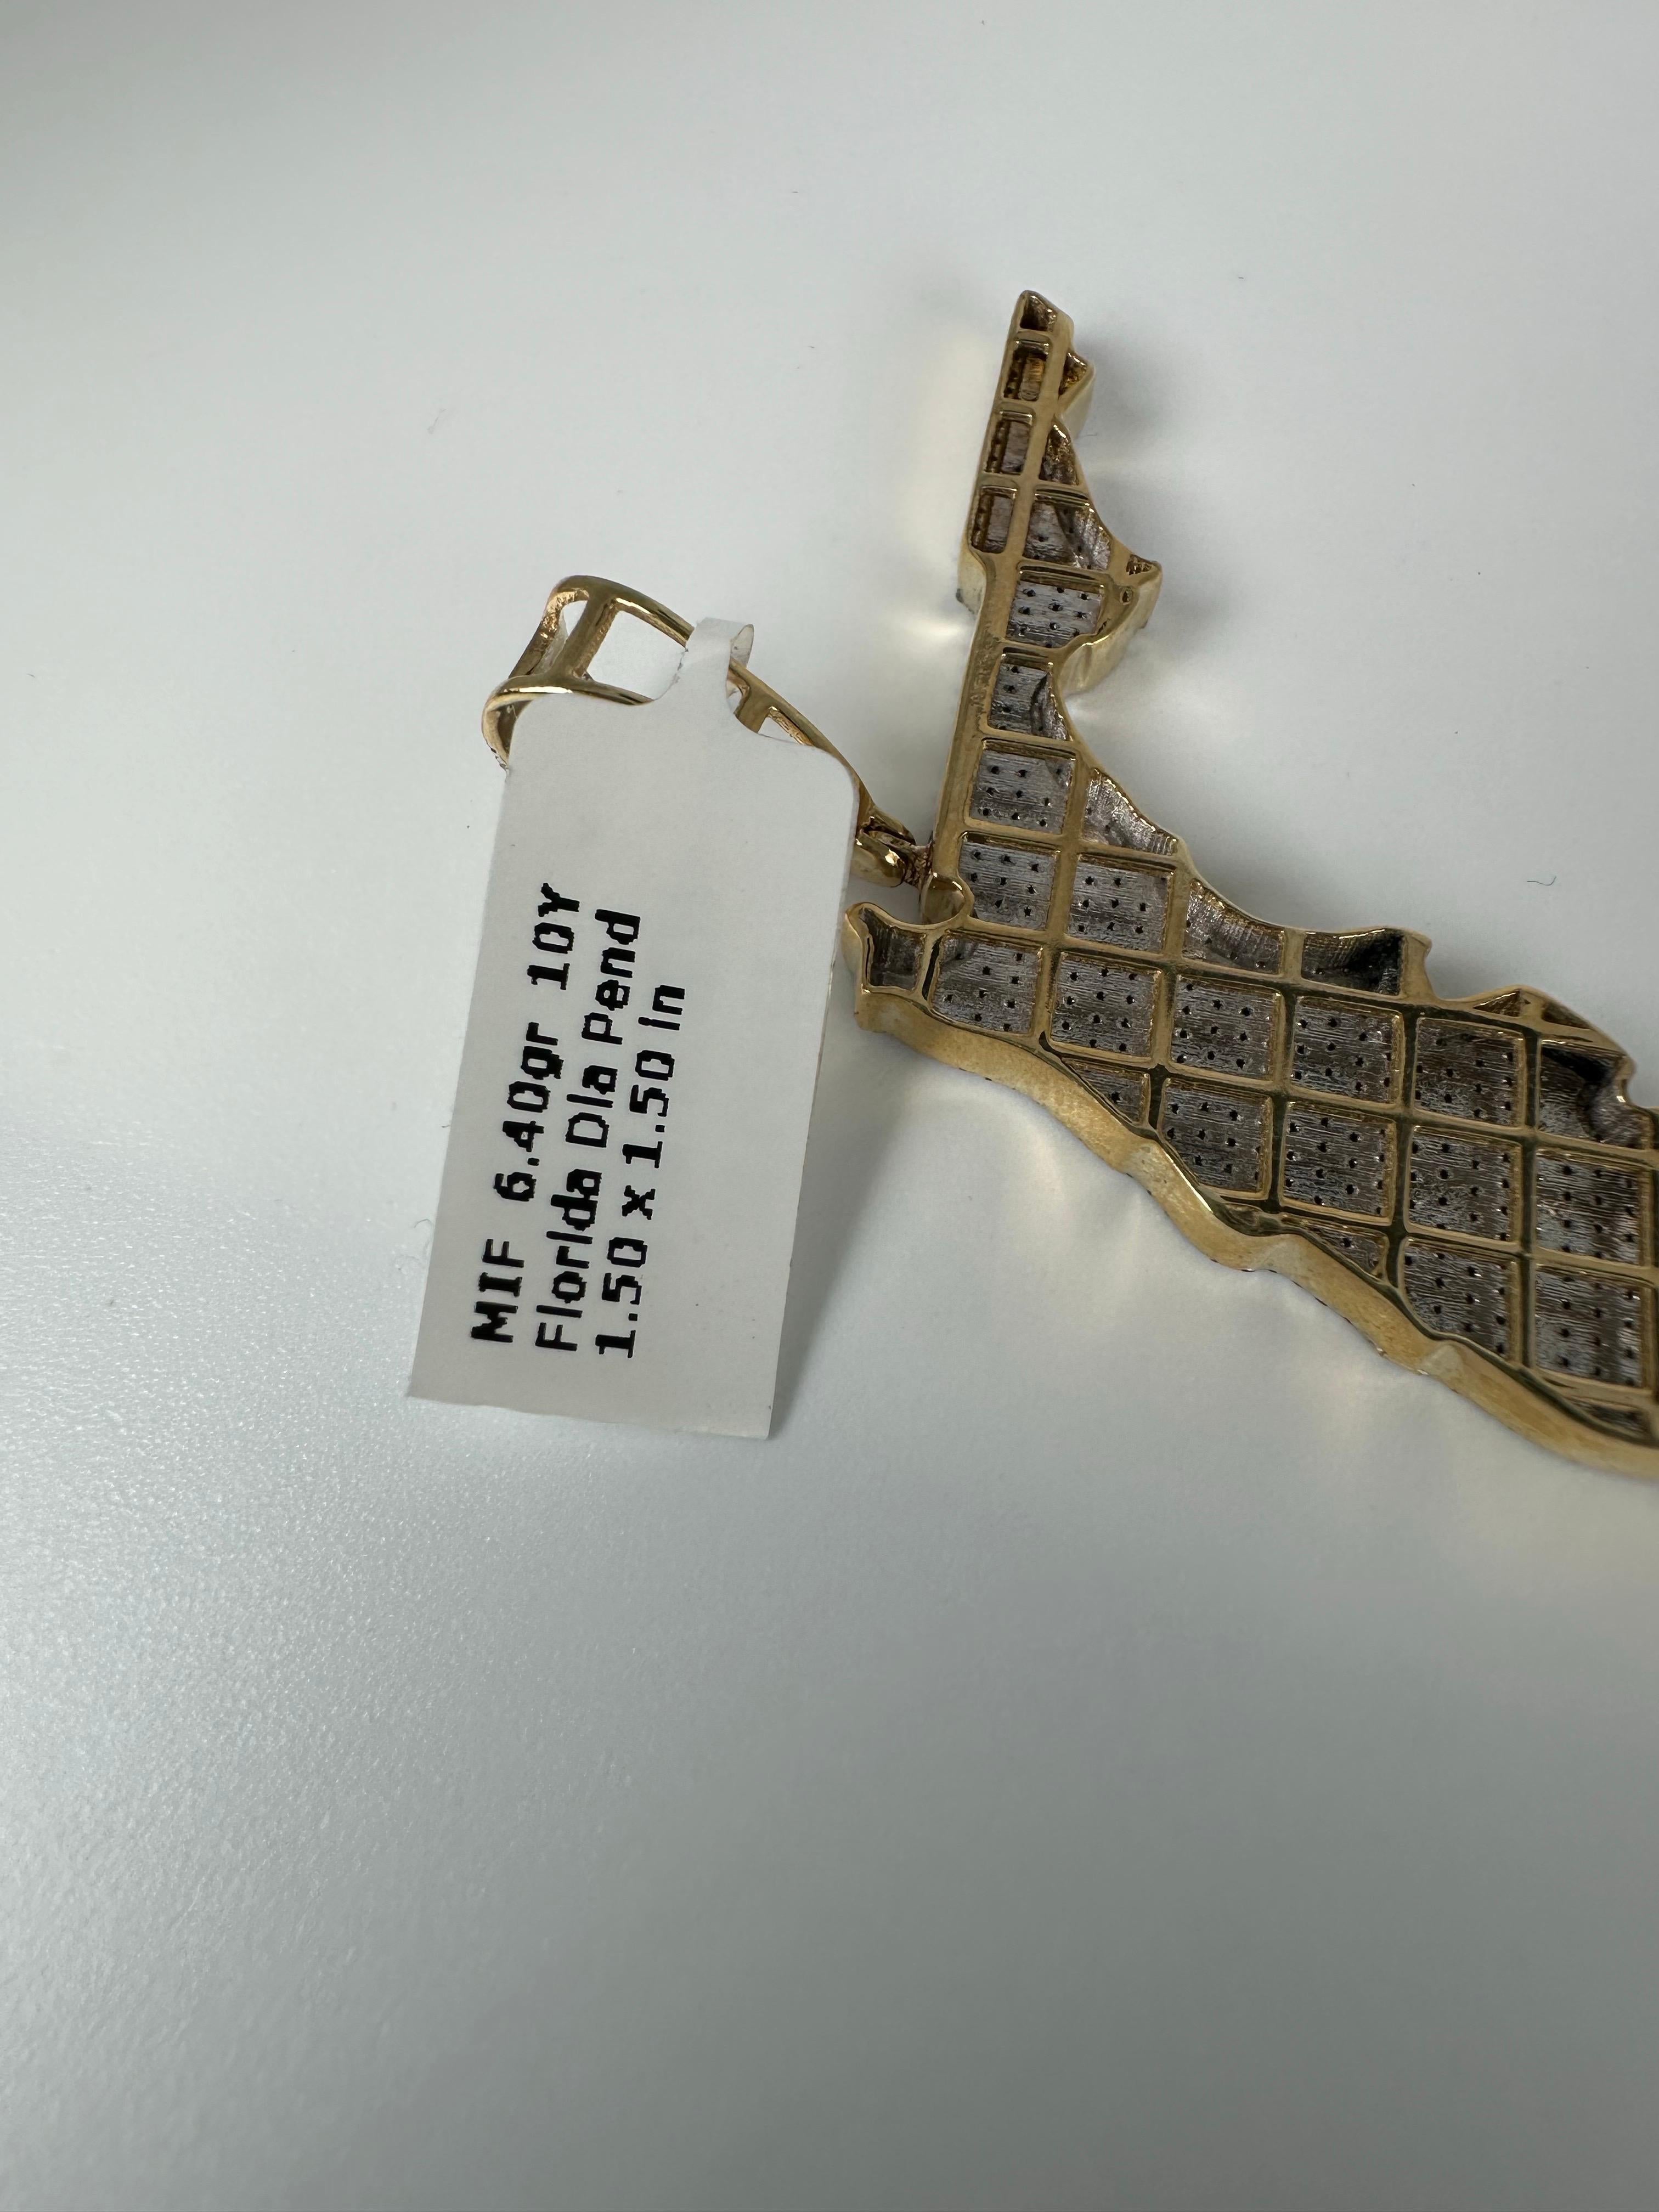 MIF 6.40gr 10Y
Florida Dia Pend
1.50 x 1.50 in